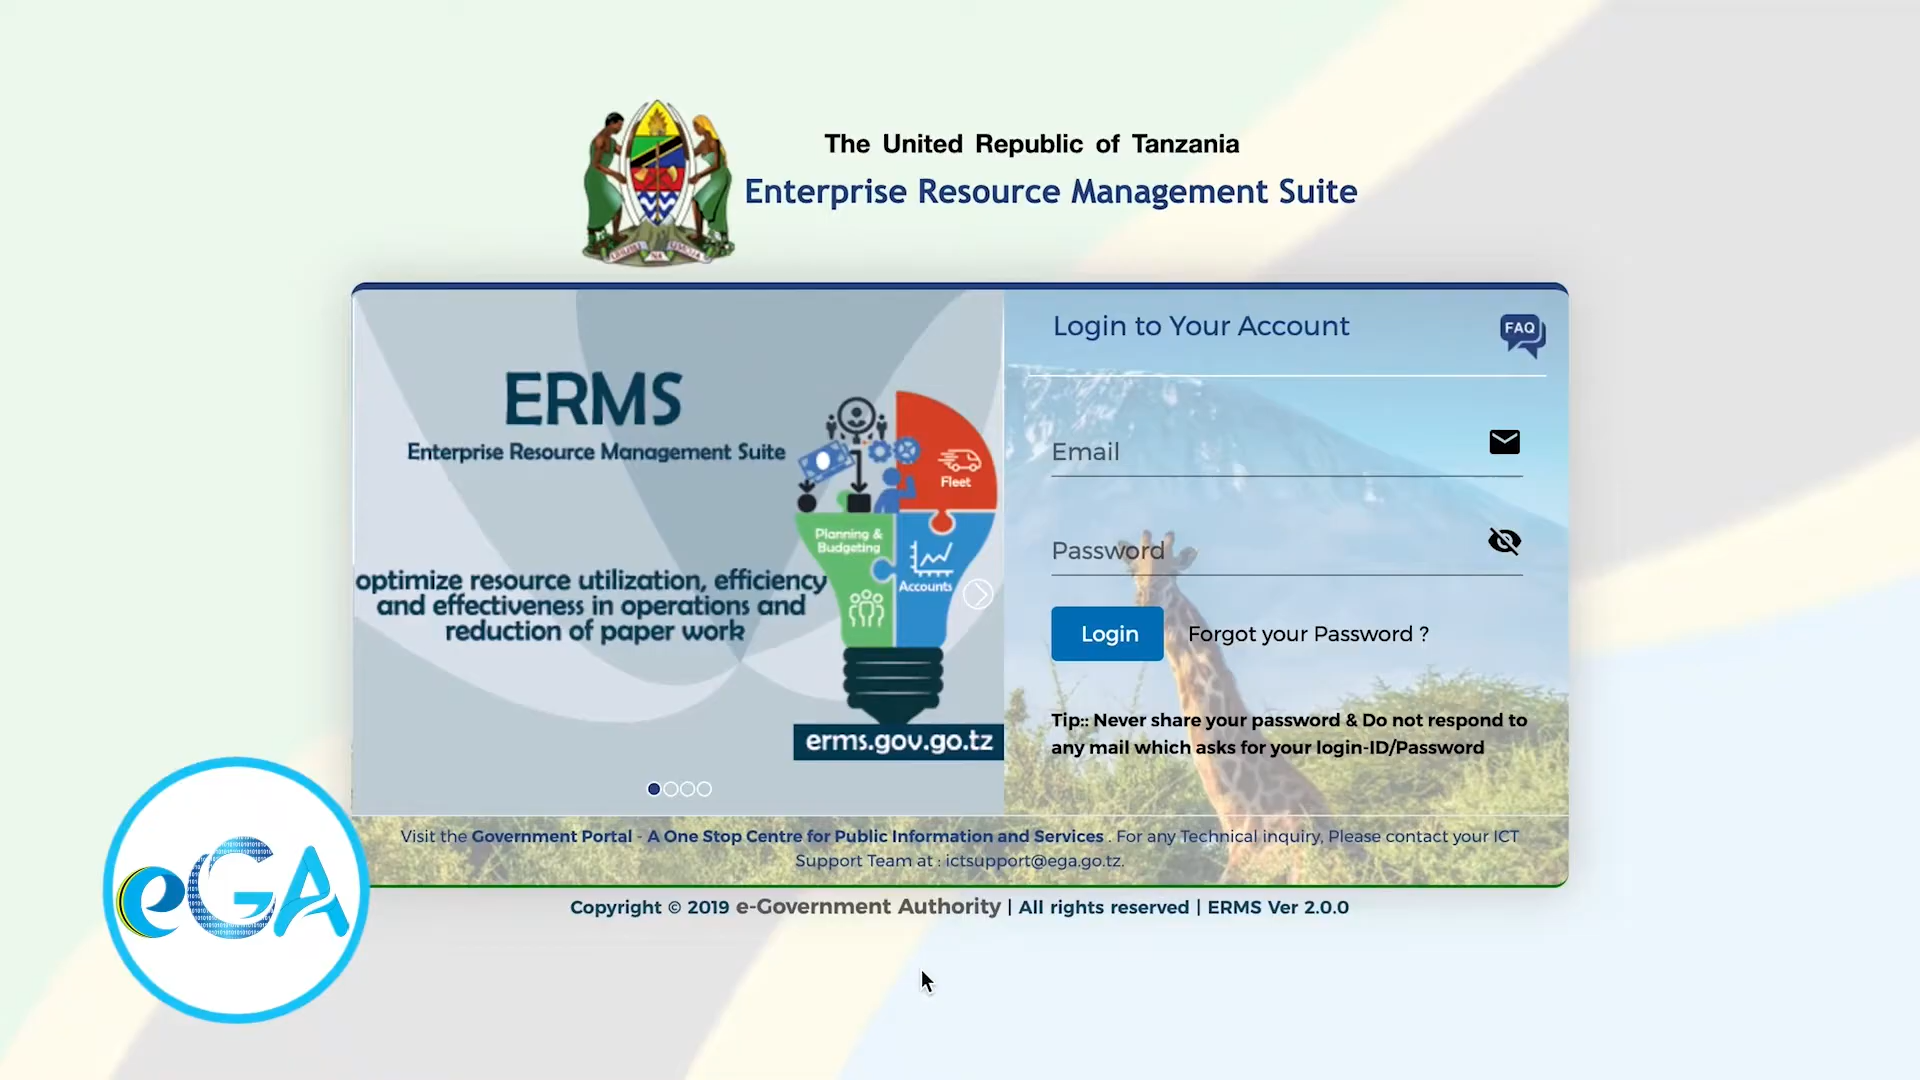 The United Republic of Tanzania
Enterprise Resource Management Suite
ERMS
Enterprise Resource Management Suite
optimize resource utilization, efficiency
and effectiveness in operations and
reduction of paper work
Fleet
Planning &
Budgeting
Accounts
erms.gov.go.tz
Login to Your Account
FAQ
Email
Password
Login
Forgot your Password ?
Tip:: Never share your password & Do not respond to
any mail which asks for your login-ID/Password
Visit the Government Portal - A One Stop Centre for Public Information and Services . For any Technical inquiry, Please contact your ICT
Support Team at : ictsupport@ega.go.tz.
Copyright © 2019 e-Government Authority | All rights reserved | ERMS Ver 2.0.0
eGA